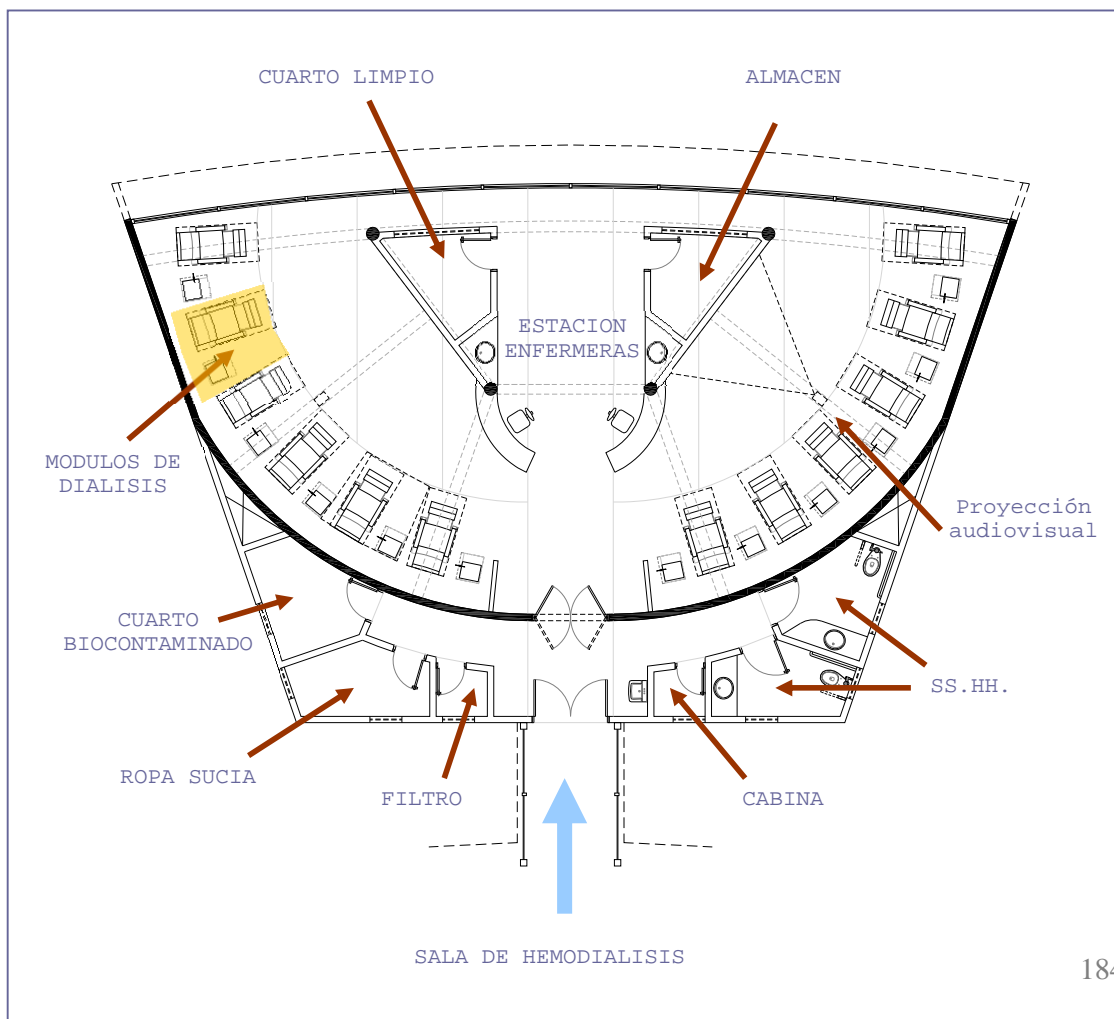 CUARTO LIMPIO
ALMACEN
ESTACION
ENFERMERAS
MODULOS DE
DIALISIS
Proyección
audiovisual
CUARTO
BIOCONTAMINADO
SS.HH.
ROPA SUCIA
FILTRO
CABINA
SALA DE HEMODIALISIS
184